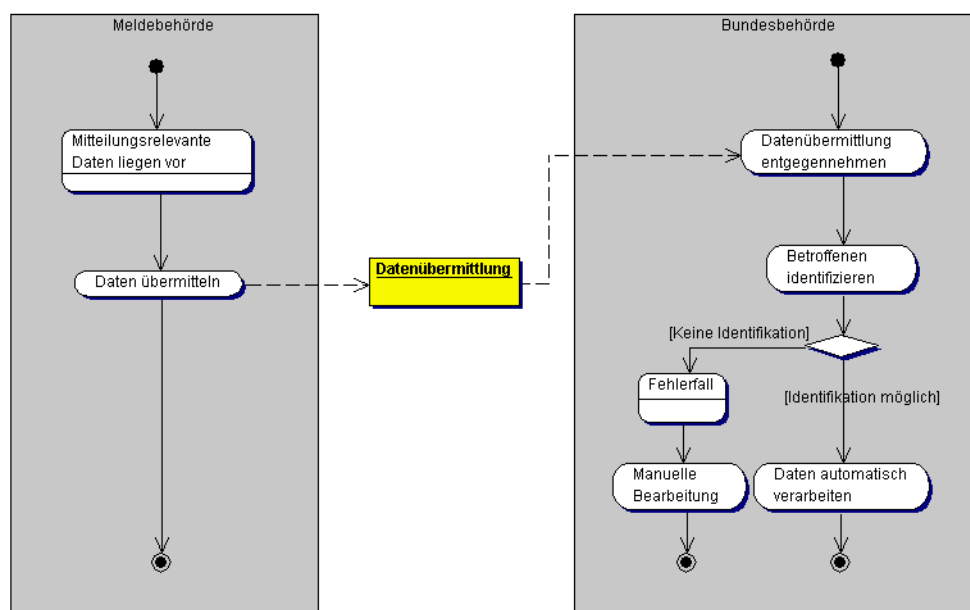 Meldebehörde
Mitteilungsrelevante
Daten liegen vor
Daten übermitteln
Datenübermittlung
Bundesbehörde
Datenübermittlung
entgegennehmen
Betroffenen
identifizieren
[Keine Identifikation]
Fehlerfall
[Identifikation möglich]
Manuelle
Bearbeitung
Daten automatisch
verarbeiten